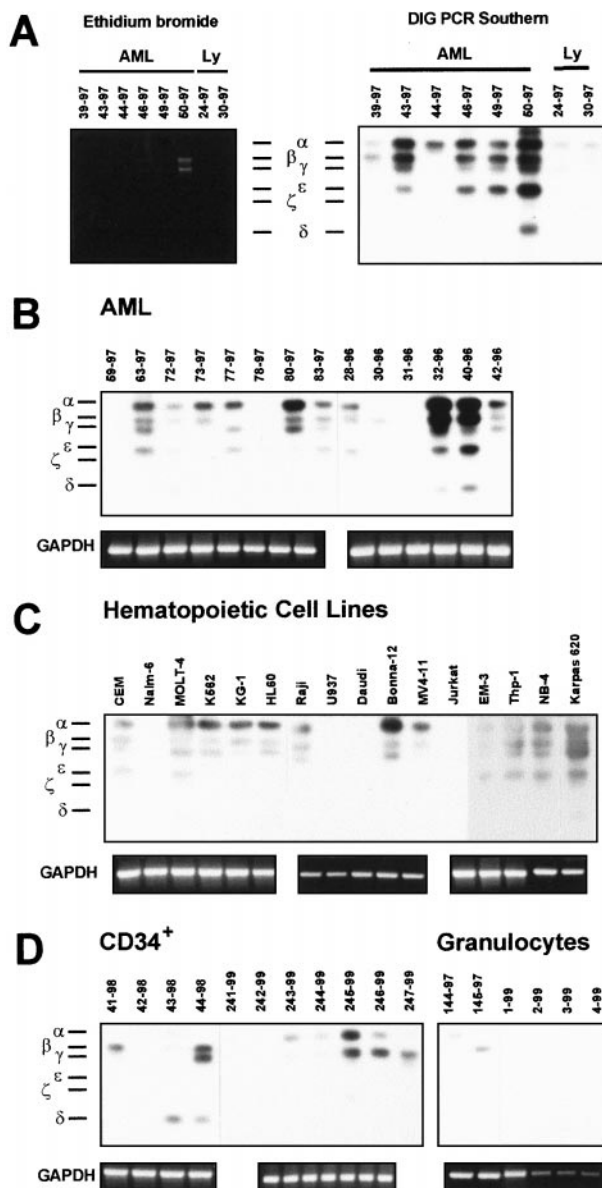 A
Ethidium bromide
DIG PCR Southern
AML Ly
AML Ly
39-97 43-97 44-97 46-97 49-97 50-97 24-97 30-97
39-97 43-97 44-97 46-97 49-97 50-97 24-97 30-97
α
β γ
ε
ζ
δ
B AML
59-97 63-97 72-97 73-97 77-97 78-97 80-97 83-97 28-96 30-96 31-96 32-96 40-96 42-96
α
β γ
ε
ζ
δ
GAPDH
C Hematopoietic Cell Lines
CEM Nalm-6 MOLT-4 K562 KG-1 HL60 Raji U937 Daudi Bonna-12 MV4-11 Jurkat EM-3 Thp-1 NB-4 Karpas 620
α
β γ
ε
ζ
δ
GAPDH
D CD34+ Granulocytes
41-98 42-98 43-98 44-98 241-99 242-99 243-99 244-99 245-99 246-99 247-99 144-97 145-97 1-99 2-99 3-99 4-99
α
β γ
ε
ζ
δ
GAPDH